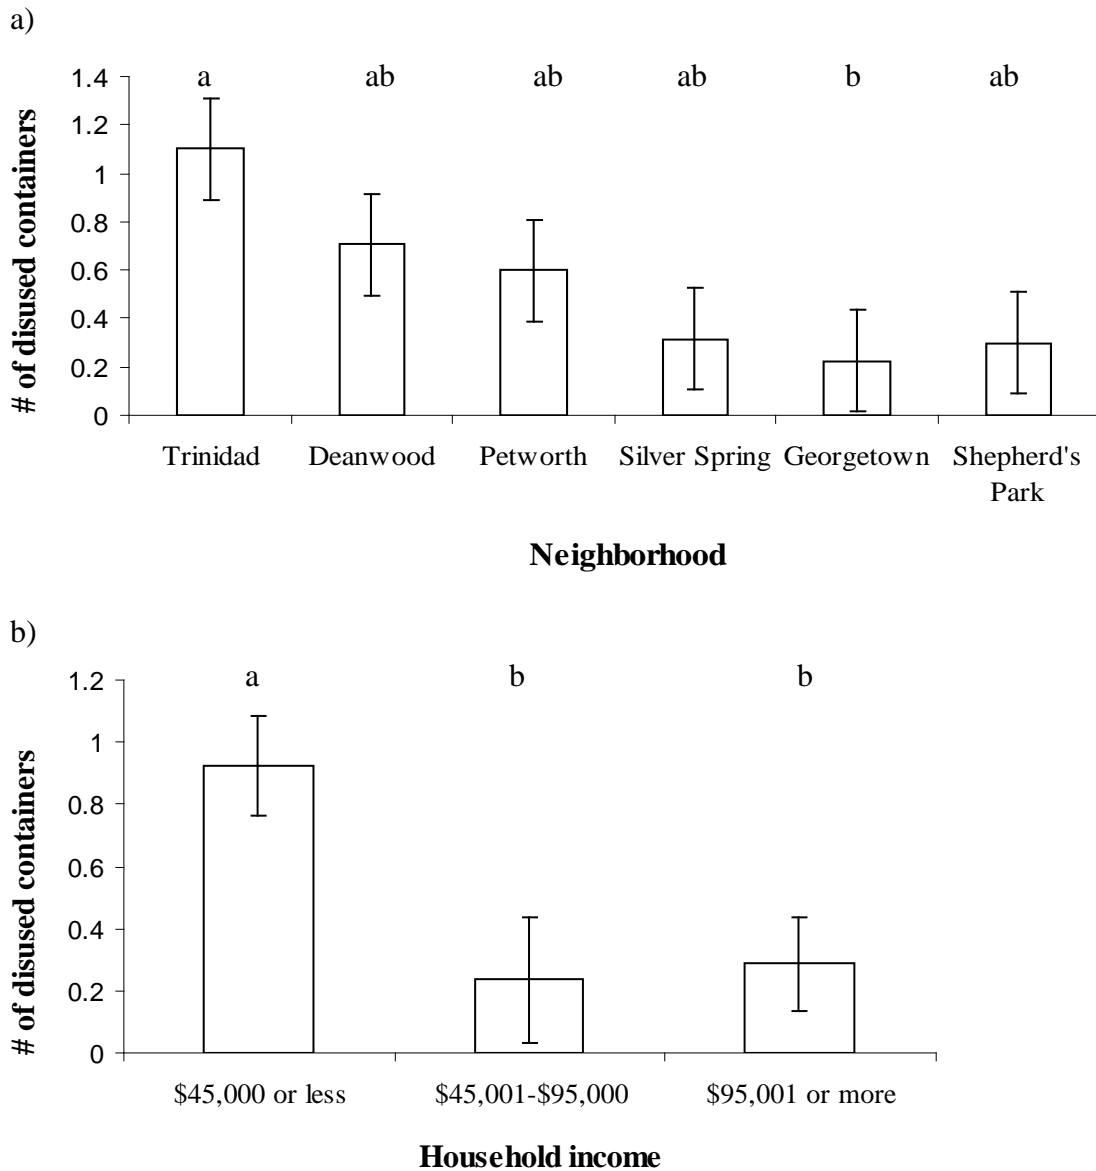 a)
# of disused containers
1.4
1.2
1
0.8
0.6
0.4
0.2
0
a ab ab ab b ab
Trinidad Deanwood Petworth Silver Spring Georgetown Shepherd's
Park
Neighborhood
b)
# of disused containers
1.2
1
0.8
0.6
0.4
0.2
0
a b b
$45,000 or less $45,001-$95,000 $95,001 or more
Household income